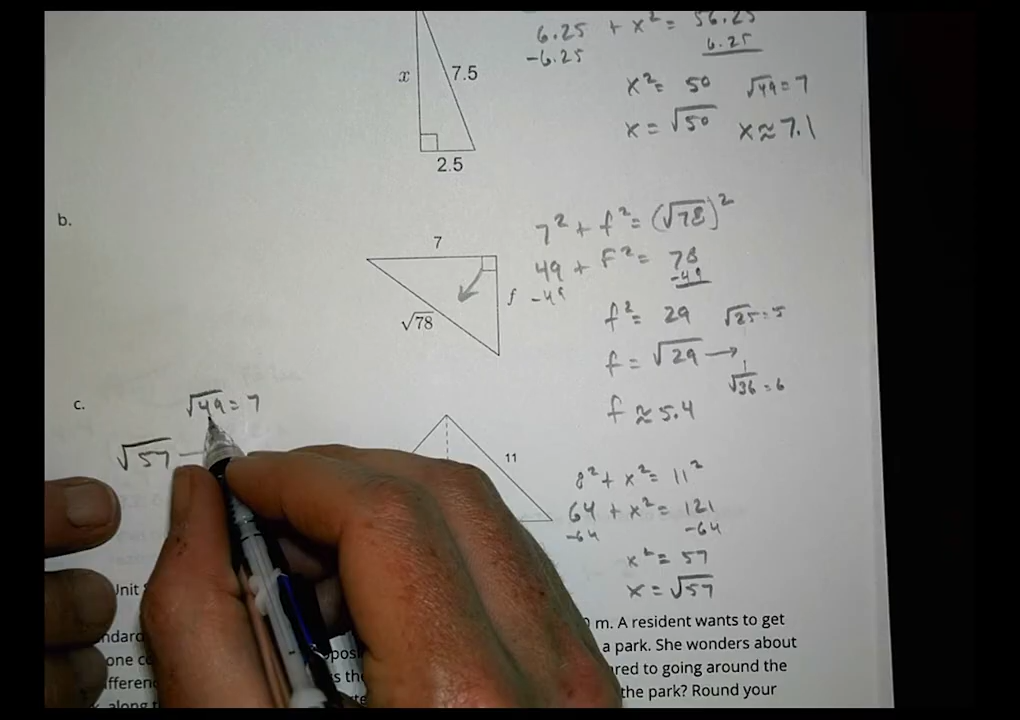 6.25 + x² = 56.25
-6.25 6.25
x 7.5
x² = 50 √49 = 7
x = √50 x ≈ 7.1
2.5
b.
7² + f² = (√78)²
7
49 + F² = 78
-49 -49
f
√78
f² = 29 √25 = 5
f = √29 →
√36 = 6
f ≈ 5.4
c.
√49 = 7
√57
11
8² + x² = 11²
64 + x² = 121
-64 -64
x² = 57
x = √57
Unit
m. A resident wants to get
a park. She wonders about
one
to going around the
the park? Round your
along